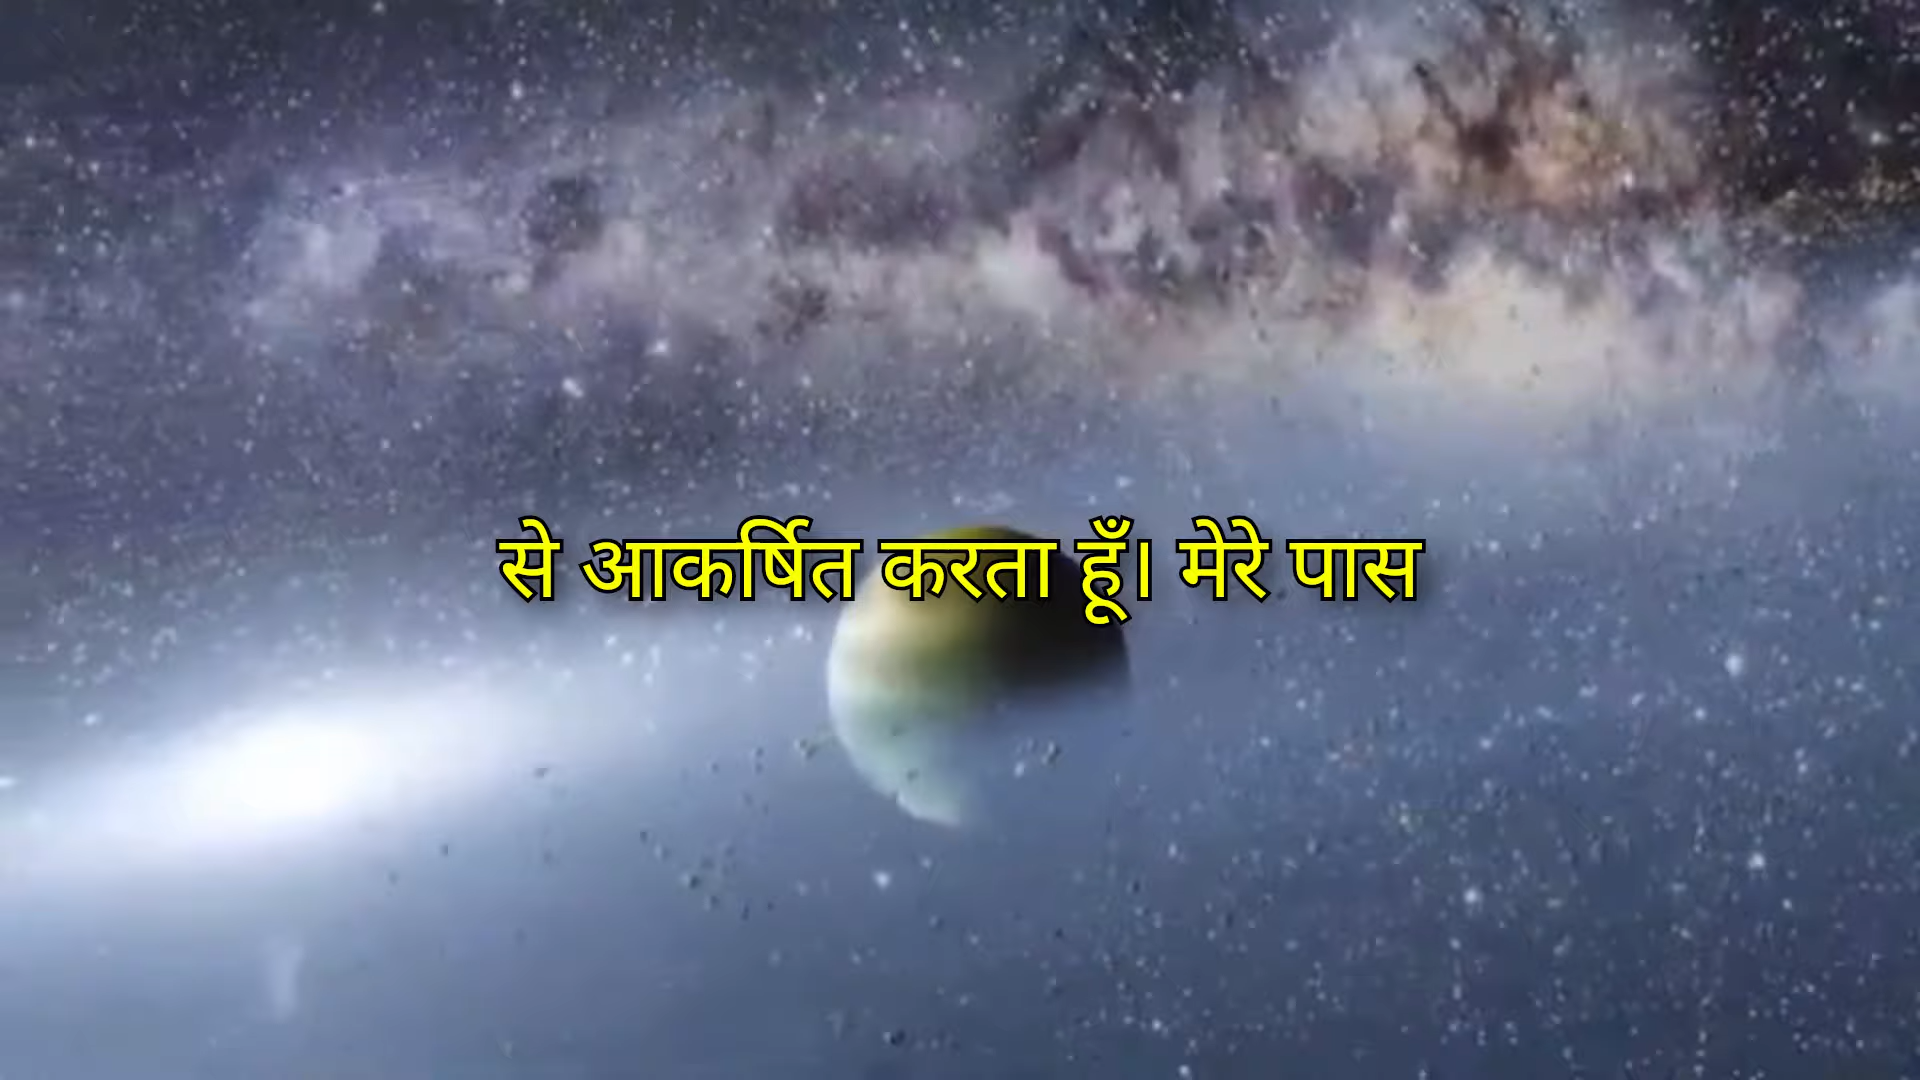 से आकर्षित करता हूँ। मेरे पास